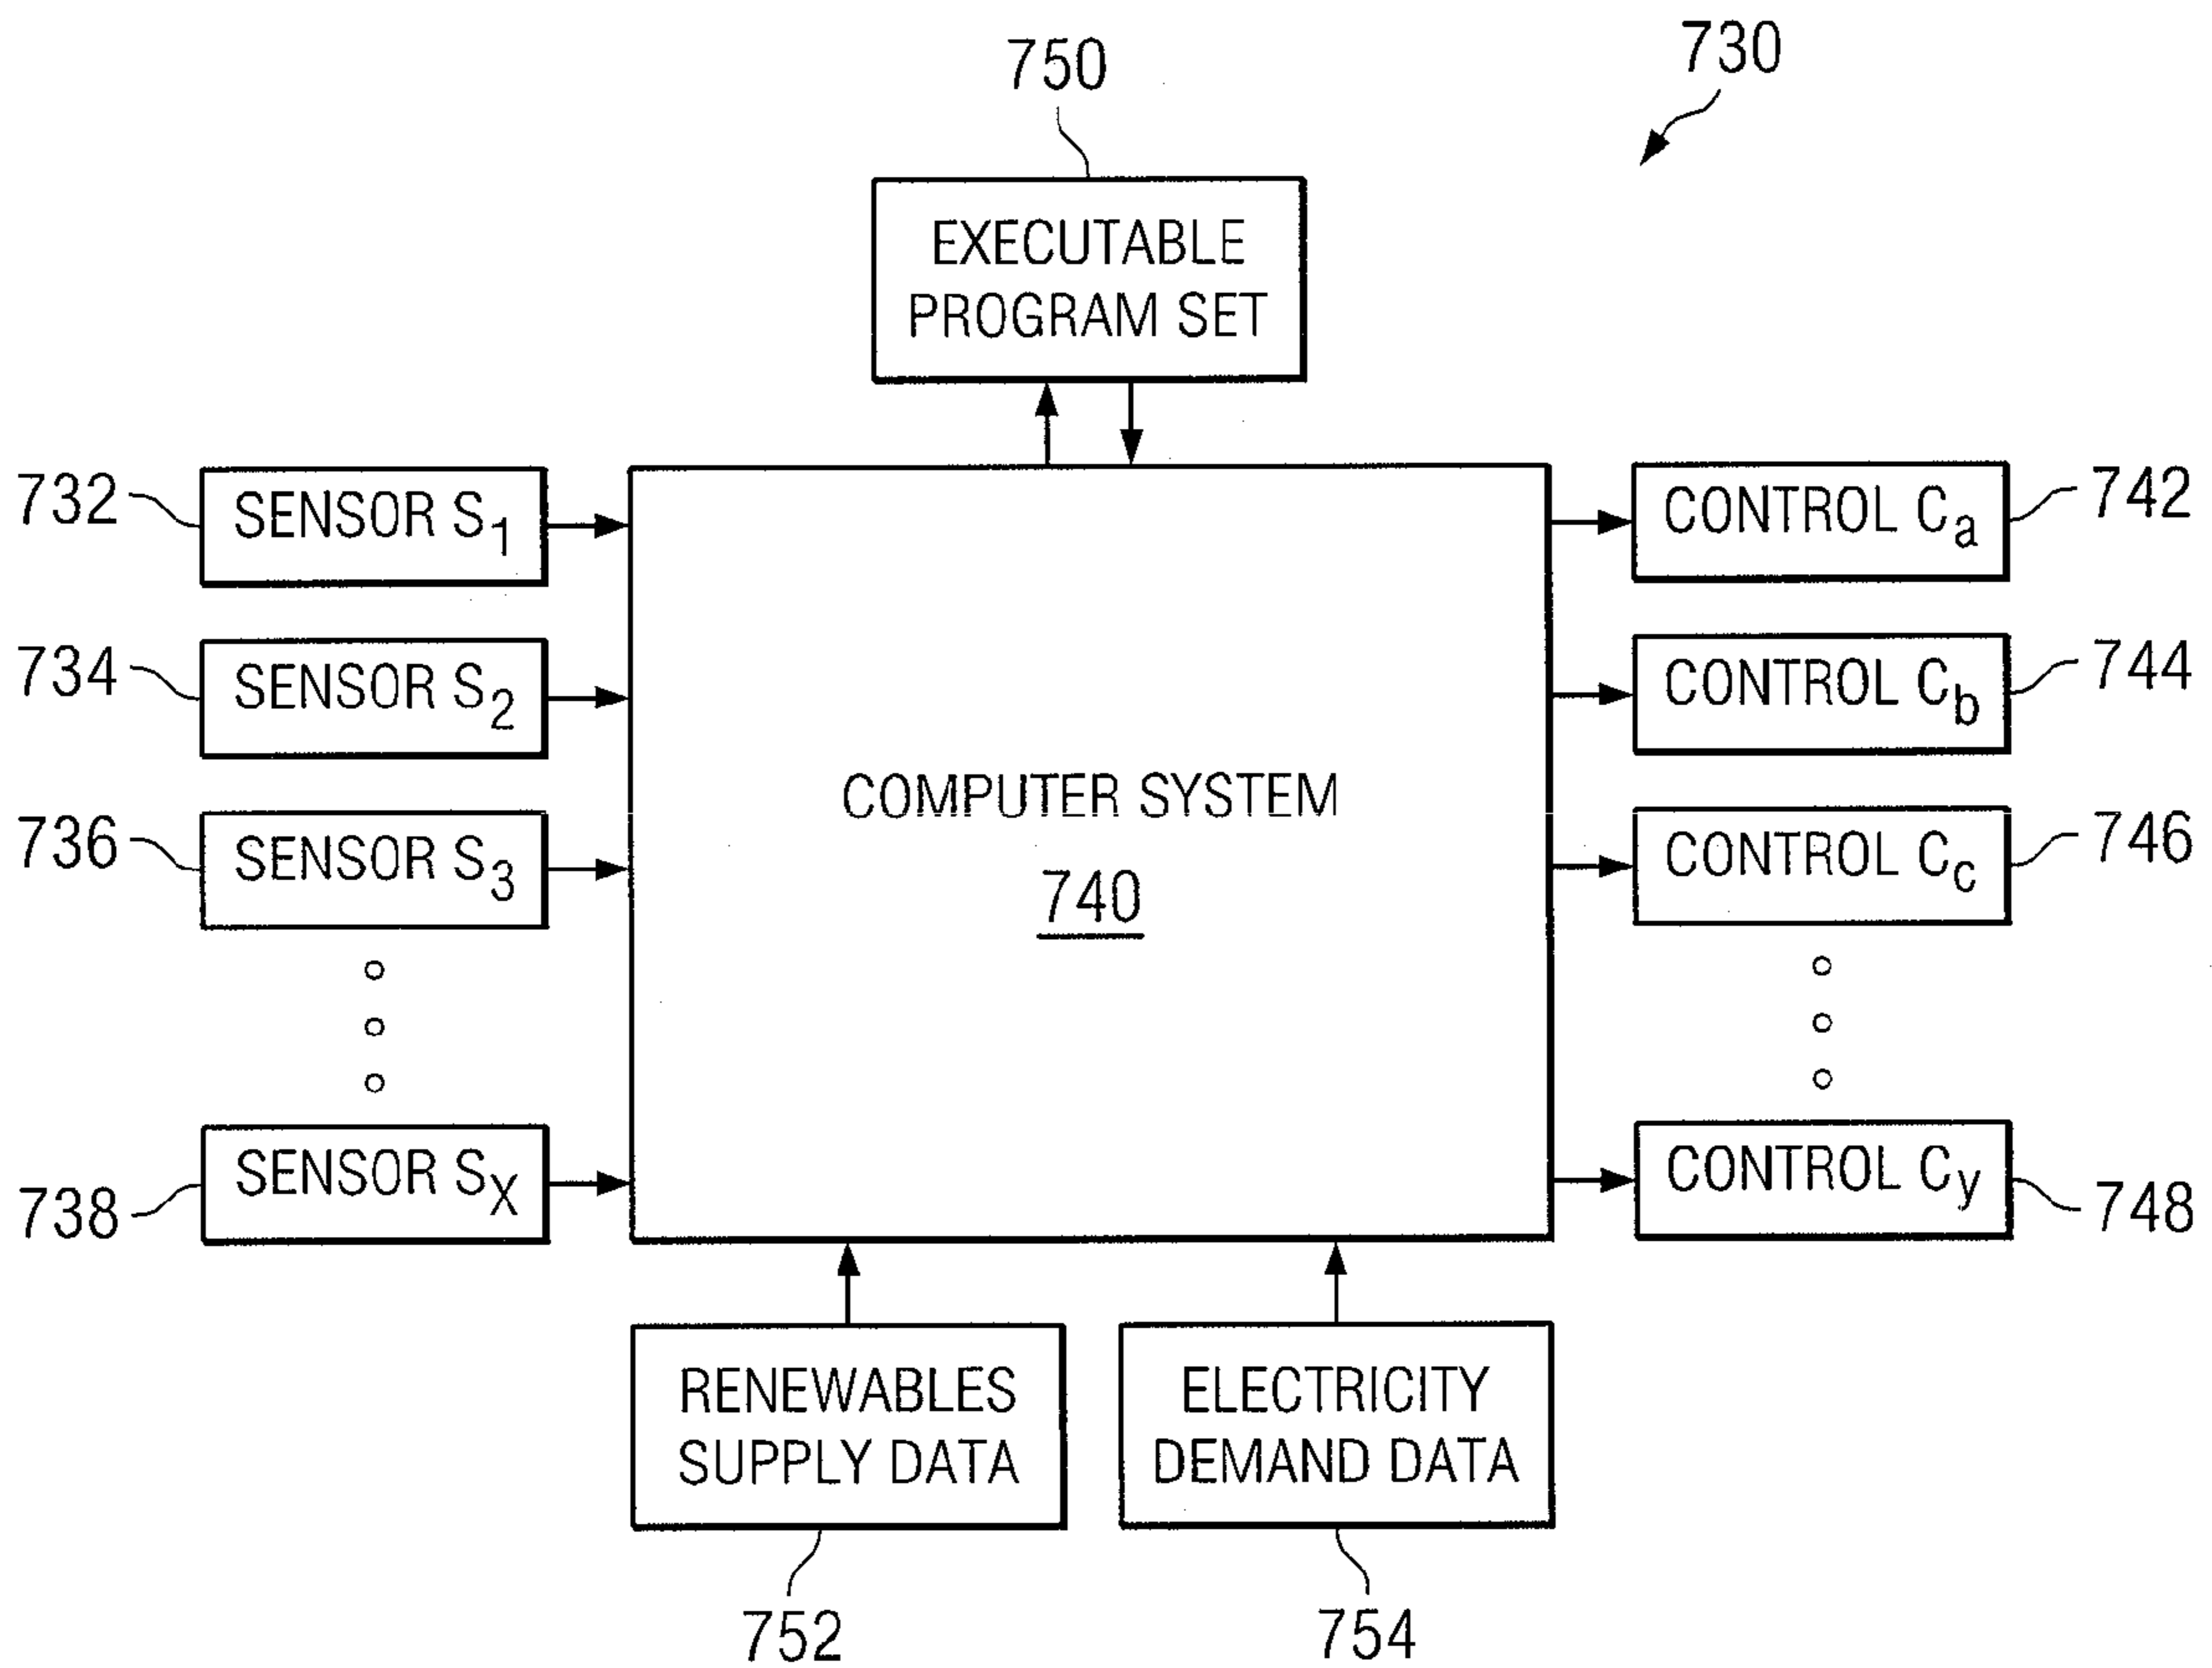 750
730
EXECUTABLE
PROGRAM SET
732
SENSOR S1
CONTROL Ca
742
734
SENSOR S2
CONTROL Cb
744
COMPUTER SYSTEM
740
736
SENSOR S3
CONTROL Cc
746
738
SENSOR SX
CONTROL Cy
748
RENEWABLES
SUPPLY DATA
ELECTRICITY
DEMAND DATA
752
754